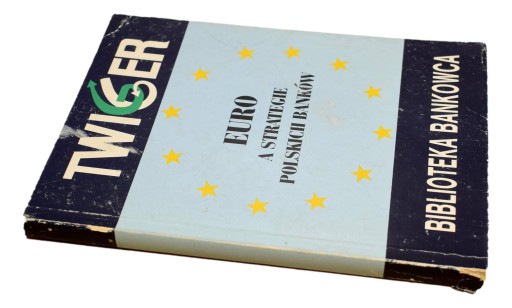 TWIGGER
EURO
A STRATEGIE
POLSKICH BANKÓW
BIBLIOTEKA BANKOWCA